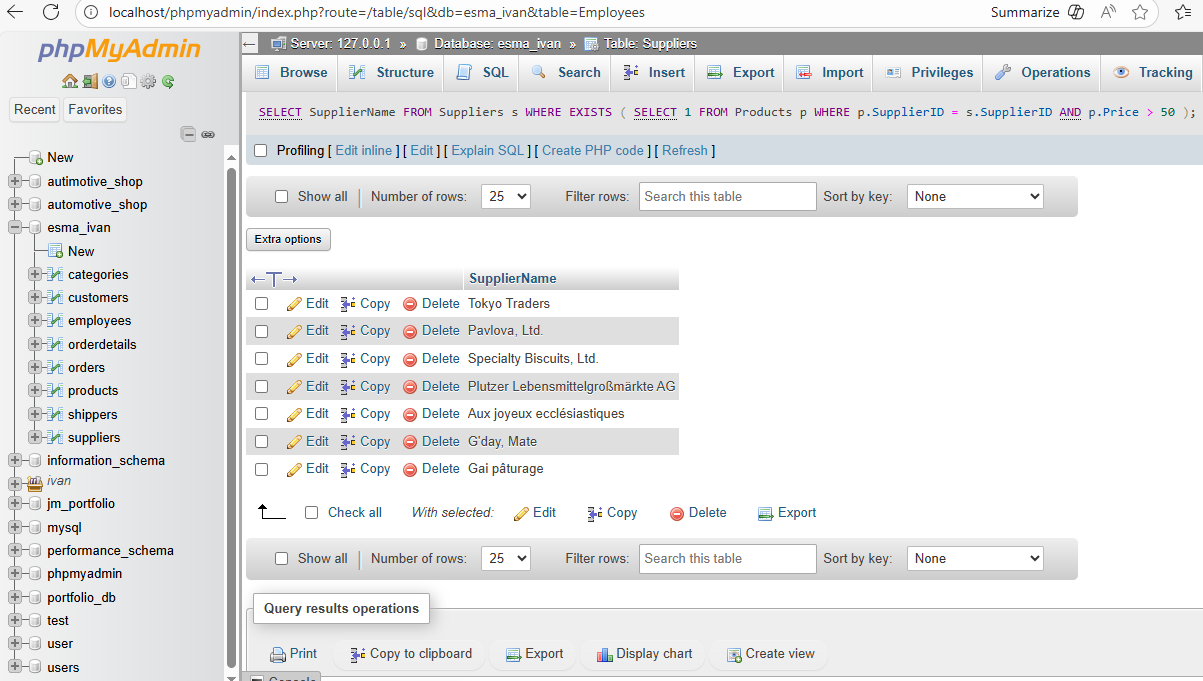 localhost/phpmyadmin/index.php?route=/table/sql&db=esma_ivan&table=Employees Summarize
phpMyAdmin
Recent Favorites
New
autimotive_shop
automotive_shop
esma_ivan
New
categories
customers
employees
orderdetails
orders
products
shippers
suppliers
information_schema
ivan
jm_portfolio
mysql
performance_schema
phpmyadmin
portfolio_db
test
user
users
Server: 127.0.0.1 » Database: esma_ivan » Table: Suppliers
Browse Structure SQL Search Insert Export Import Privileges Operations Tracking
SELECT SupplierName FROM Suppliers s WHERE EXISTS ( SELECT 1 FROM Products p WHERE p.SupplierID = s.SupplierID AND p.Price > 50 );
Profiling [ Edit inline ] [ Edit ] [ Explain SQL ] [ Create PHP code ] [ Refresh ]
Show all Number of rows: 25 Filter rows: Search this table Sort by key: None
Extra options
SupplierName
Edit Copy Delete Tokyo Traders
Edit Copy Delete Pavlova, Ltd.
Edit Copy Delete Specialty Biscuits, Ltd.
Edit Copy Delete Plutzer Lebensmittelgroßmärkte AG
Edit Copy Delete Aux joyeux ecclésiastiques
Edit Copy Delete G'day, Mate
Edit Copy Delete Gai pâturage
Check all With selected: Edit Copy Delete Export
Show all Number of rows: 25 Filter rows: Search this table Sort by key: None
Query results operations
Print Copy to clipboard Export Display chart Create view
Console